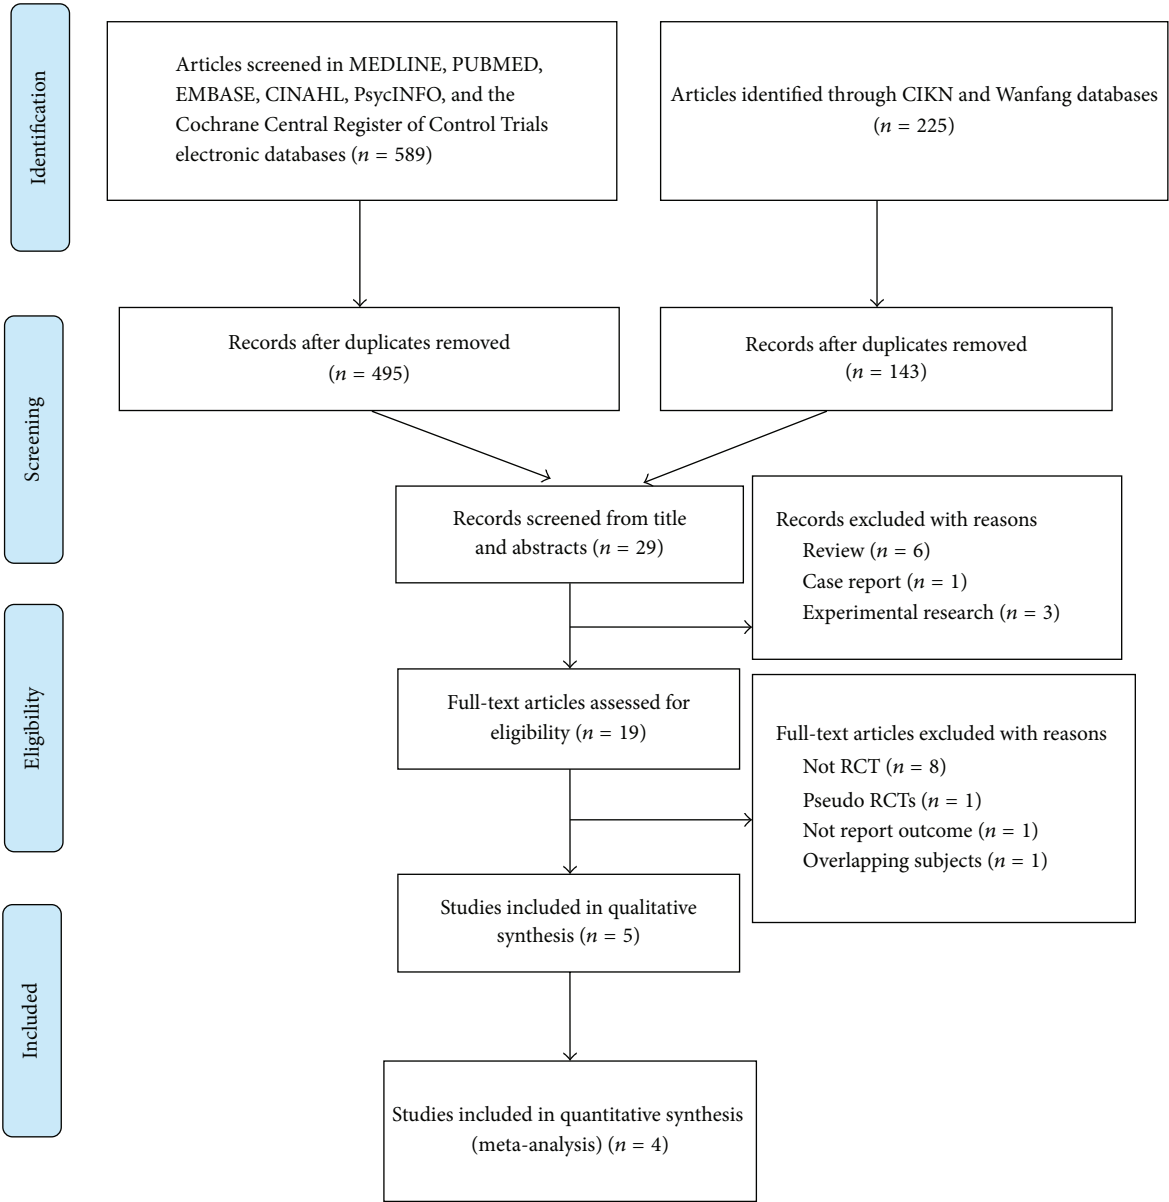 Identification
Articles screened in MEDLINE, PUBMED,
EMBASE, CINAHL, PsycINFO, and the
Cochrane Central Register of Control Trials
electronic databases (n = 589)
Articles identified through CIKN and Wanfang databases
(n = 225)
Screening
Records after duplicates removed
(n = 495)
Records after duplicates removed
(n = 143)
Records screened from title
and abstracts (n = 29)
Records excluded with reasons
Review (n = 6)
Case report (n = 1)
Experimental research (n = 3)
Eligibility
Full-text articles assessed for
eligibility (n = 19)
Full-text articles excluded with reasons
Not RCT (n = 8)
Pseudo RCTs (n = 1)
Not report outcome (n = 1)
Overlapping subjects (n = 1)
Included
Studies included in qualitative
synthesis (n = 5)
Studies included in quantitative synthesis
(meta-analysis) (n = 4)